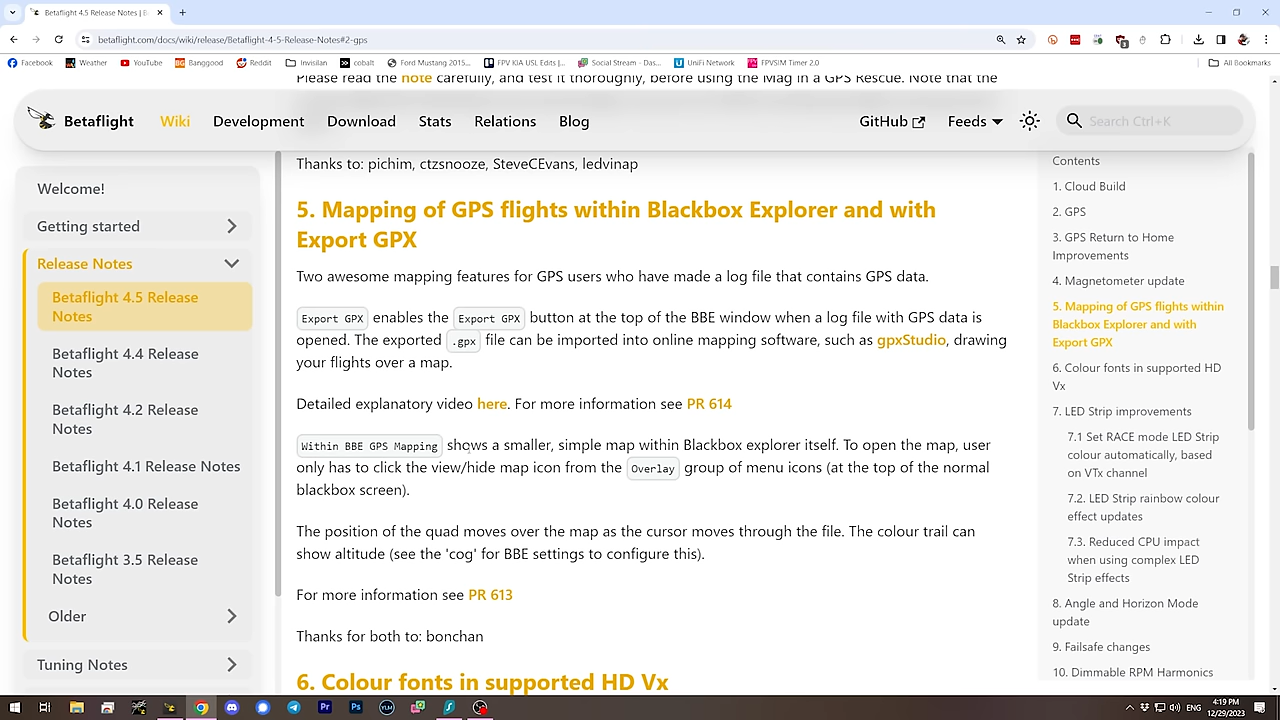 Betaflight 4.5 Release Notes | B
betaflight.com/docs/wiki/release/Betaflight-4-5-Release-Notes#2-gps
Facebook Weather YouTube Banggood Reddit Invisilan cobalt Ford Mustang 2015... FPV KIA USL Edits |... Social Stream - Das... UniFi Network FPVSIM Timer 2.0 All Bookmarks
Please read the note carefully, and test it thoroughly, before using the Mag in a GPS Rescue. Note that the
Betaflight Wiki Development Download Stats Relations Blog GitHub Feeds Search Ctrl+K
Welcome!
Getting started
Release Notes
Betaflight 4.5 Release
Notes
Betaflight 4.4 Release
Notes
Betaflight 4.2 Release
Notes
Betaflight 4.1 Release Notes
Betaflight 4.0 Release
Notes
Betaflight 3.5 Release
Notes
Older
Tuning Notes
Thanks to: pichim, ctzsnooze, SteveCEvans, ledvinap
5. Mapping of GPS flights within Blackbox Explorer and with
Export GPX
Two awesome mapping features for GPS users who have made a log file that contains GPS data.
Export GPX enables the Export GPX button at the top of the BBE window when a log file with GPS data is
opened. The exported .gpx file can be imported into online mapping software, such as gpxStudio, drawing
your flights over a map.
Detailed explanatory video here. For more information see PR 614
Within BBE GPS Mapping shows a smaller, simple map within Blackbox explorer itself. To open the map, user
only has to click the view/hide map icon from the Overlay group of menu icons (at the top of the normal
blackbox screen).
The position of the quad moves over the map as the cursor moves through the file. The colour trail can
show altitude (see the 'cog' for BBE settings to configure this).
For more information see PR 613
Thanks for both to: bonchan
6. Colour fonts in supported HD Vx
Contents
1. Cloud Build
2. GPS
3. GPS Return to Home
Improvements
4. Magnetometer update
5. Mapping of GPS flights within
Blackbox Explorer and with
Export GPX
6. Colour fonts in supported HD
Vx
7. LED Strip improvements
7.1 Set RACE mode LED Strip
colour automatically, based
on VTx channel
7.2. LED Strip rainbow colour
effect updates
7.3. Reduced CPU impact
when using complex LED
Strip effects
8. Angle and Horizon Mode
update
9. Failsafe changes
10. Dimmable RPM Harmonics
ENG
4:19 PM
12/29/2023